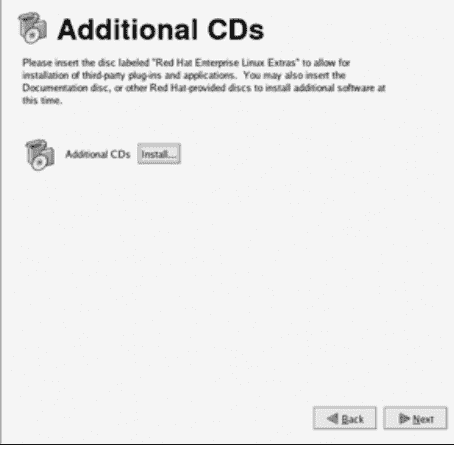 Additional CDs
Please insert the disc labeled "Red Hat Enterprise Linux Extras" to allow for
installation of third-party plug-ins and applications. You may also insert the
Documentation disc, or other Red Hat-provided discs to install additional software at
this time.
Additional CDs Install...
Back Next